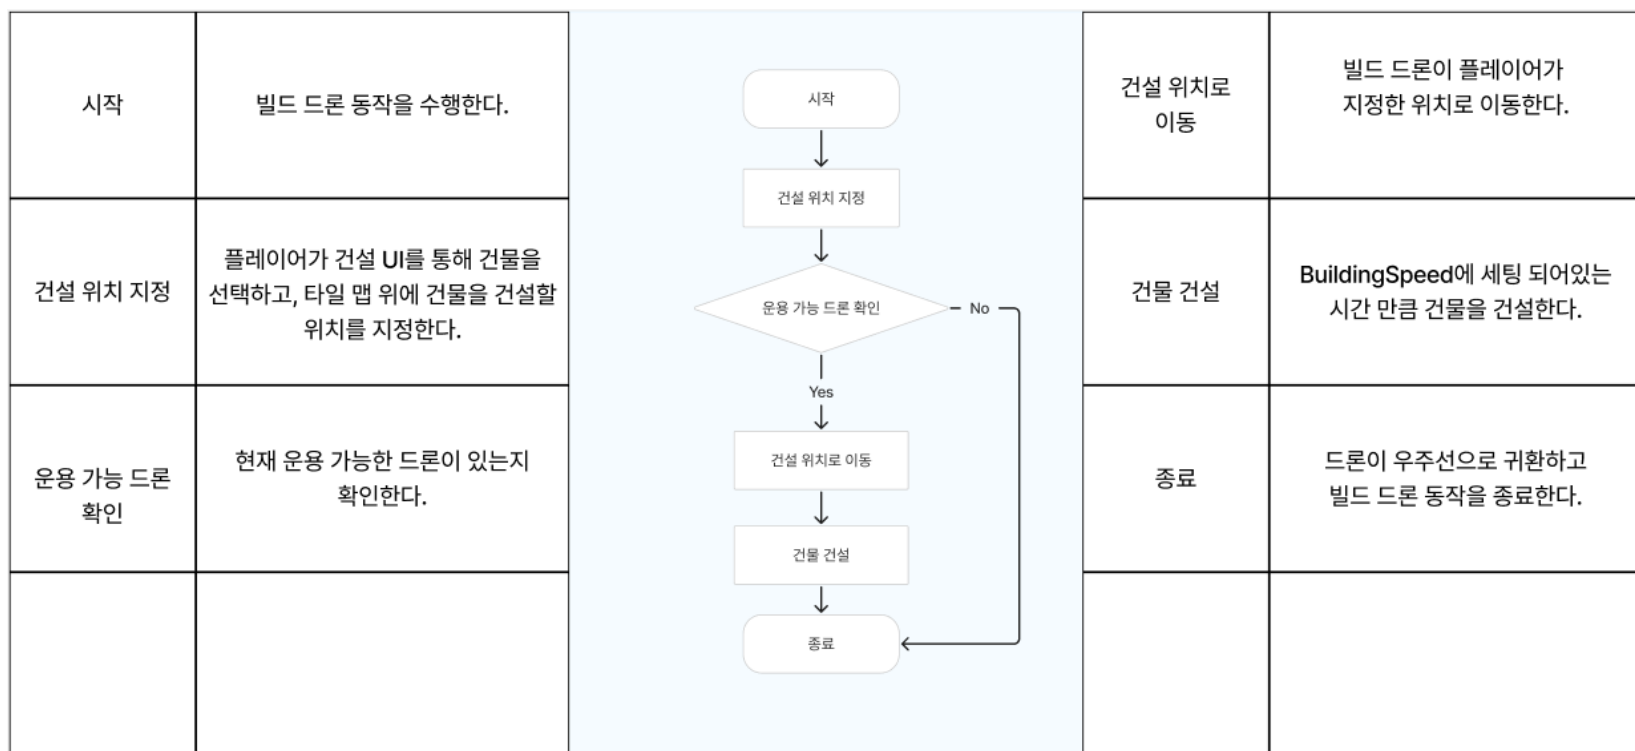 시작
빌드 드론 동작을 수행한다.
건설 위치 지정
플레이어가 건설 UI를 통해 건물을
선택하고, 타일 맵 위에 건물을 건설할
위치를 지정한다.
운용 가능 드론
확인
현재 운용 가능한 드론이 있는지
확인한다.
시작
건설 위치 지정
운용 가능 드론 확인
No
Yes
건설 위치로 이동
건물 건설
종료
건설 위치로
이동
빌드 드론이 플레이어가
지정한 위치로 이동한다.
건물 건설
BuildingSpeed에 세팅 되어있는
시간 만큼 건물을 건설한다.
종료
드론이 우주선으로 귀환하고
빌드 드론 동작을 종료한다.